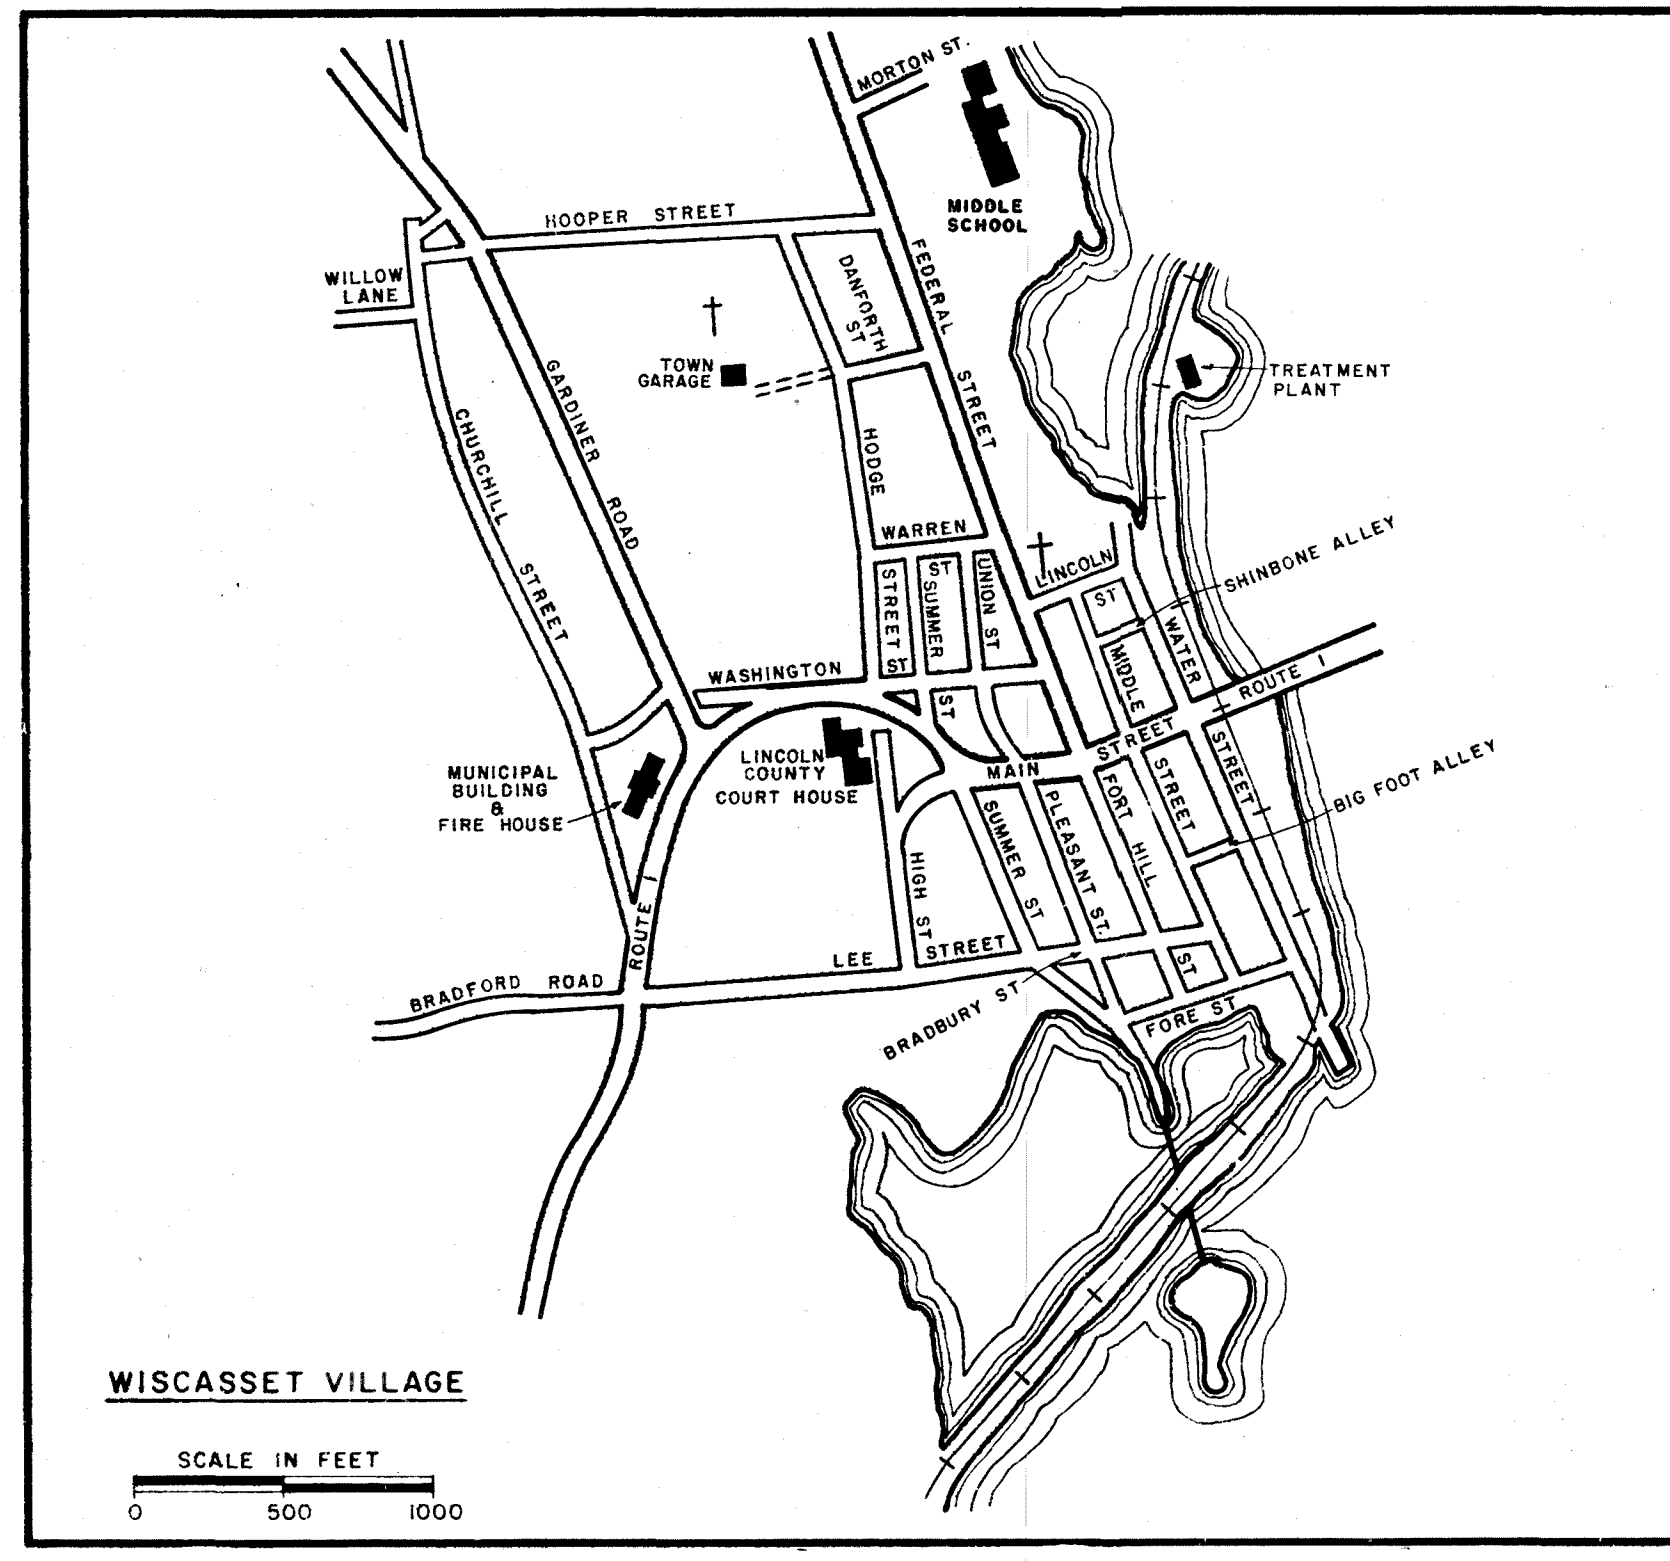 MORTON ST.
MIDDLE
SCHOOL
HOOPER STREET
WILLOW
LANE
DANFORTH
ST
FEDERAL
STREET
TOWN
GARAGE
TREATMENT
PLANT
GARDINER
ROAD
CHURCHILL
STREET
HODGE
STREET
WARREN
ST
SUMMER
ST
UNION ST
LINCOLN
ST
SHINBONE ALLEY
WATER
STREET
MIDDLE
STREET
WASHINGTON
ST
ROUTE 1
MAIN
STREET
LINCOLN
COUNTY
COURT HOUSE
MUNICIPAL
BUILDING
&
FIRE HOUSE
BIG FOOT ALLEY
HIGH ST
SUMMER ST
PLEASANT ST.
FORT HILL
ST
ROUTE 1
LEE STREET
BRADFORD ROAD
BRADBURY ST
FORE ST
WISCASSET VILLAGE
SCALE IN FEET
0 500 1000